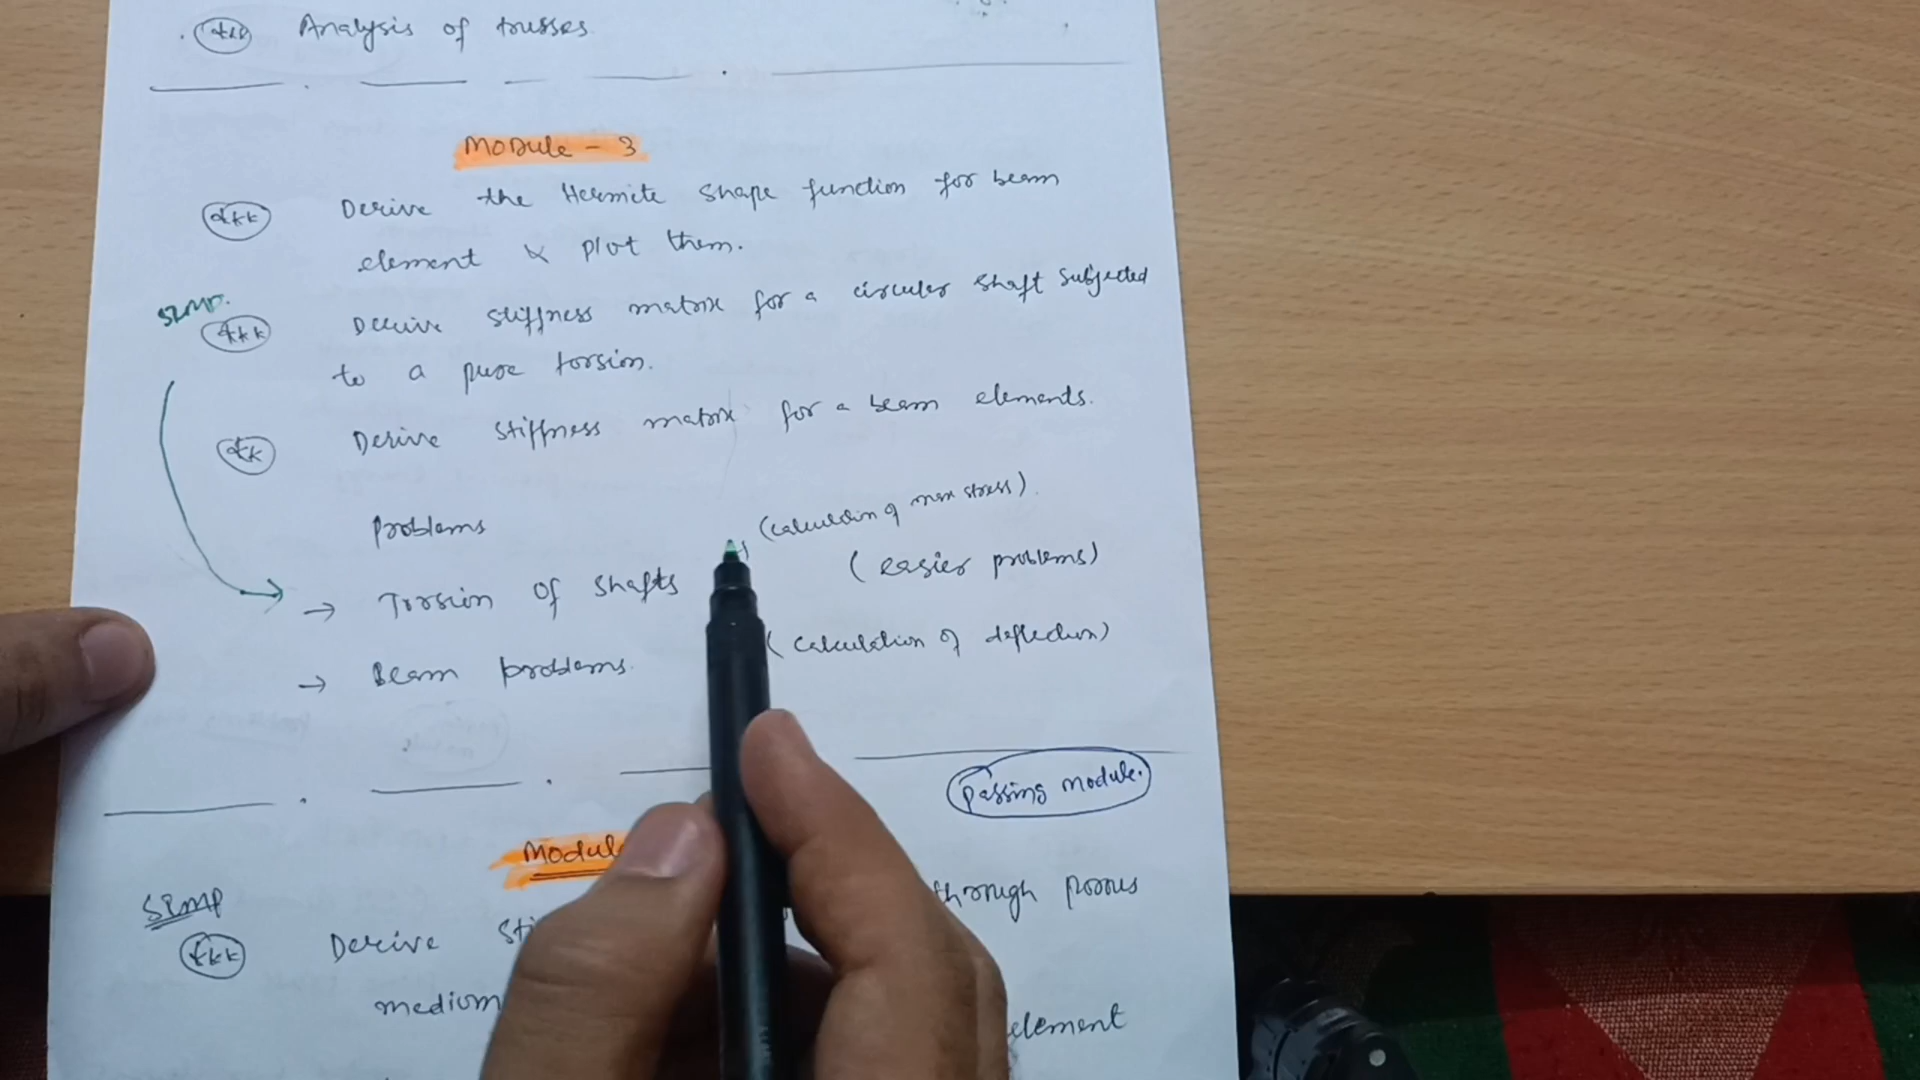 Analysis of trusses
Module - 3
Derive the Hermite shape function for beam
element & plot them.
SIMP.
Derive stiffness matrix for a circular shaft subjected
to a pure torsion.
Derive stiffness matrix for a beam elements.
Problems
(calculation of max stress).
→ Torsion of shafts (easier problems)
→ Beam problems. (calculation of deflection)
Passing module.
Modul
SIMP
Derive sti through porous
medium element